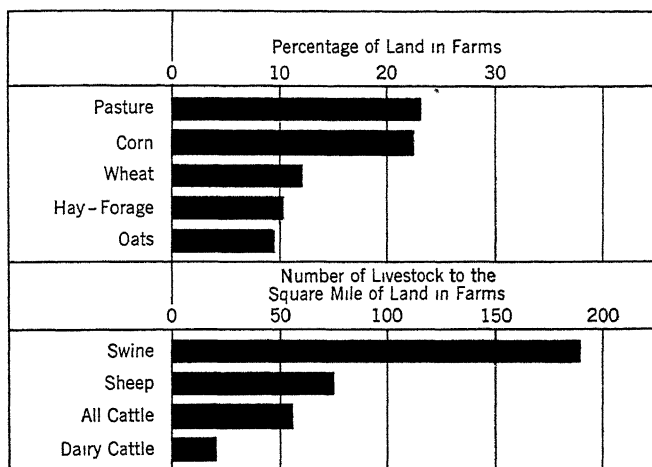 Percentage of Land in Farms
0 10 20 30
Pasture
Corn
Wheat
Hay-Forage
Oats
Number of Livestock to the
Square Mile of Land in Farms
0 50 100 150 200
Swine
Sheep
All Cattle
Dairy Cattle